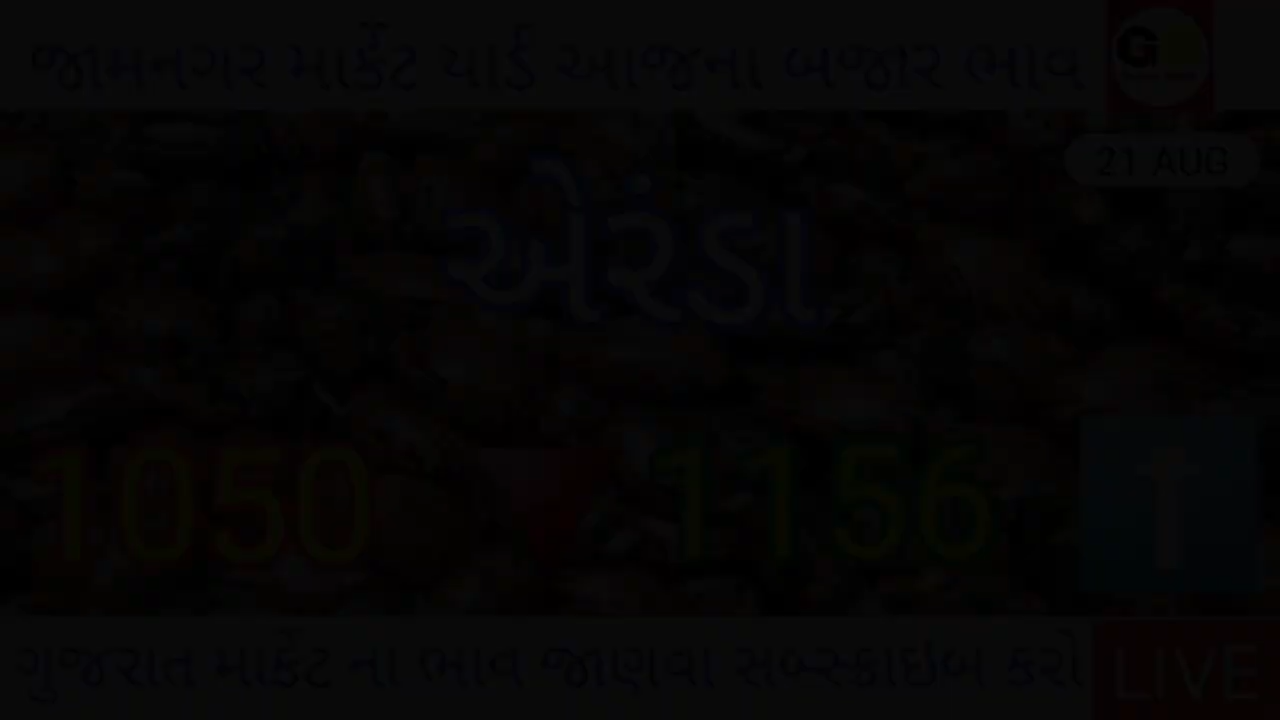 જામનગર માર્કેટ યાર્ડ આજના બજાર ભાવ
G
21 AUG
એરંડા
1050
1156
ગુજરાત માર્કેટ ના ભાવ જાણવા સબ્સ્ક્રાઇબ કરો
LIVE